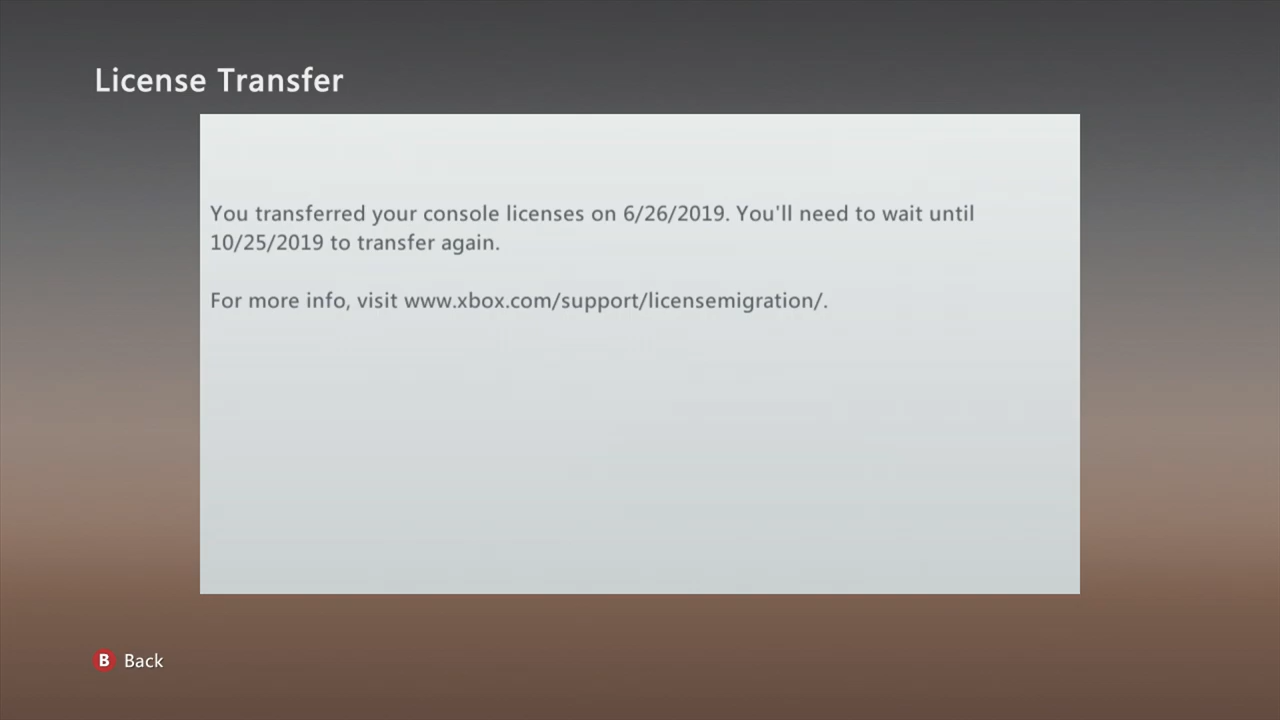 License Transfer
You transferred your console licenses on 6/26/2019. You'll need to wait until
10/25/2019 to transfer again.
For more info, visit www.xbox.com/support/licensemigration/.
B Back